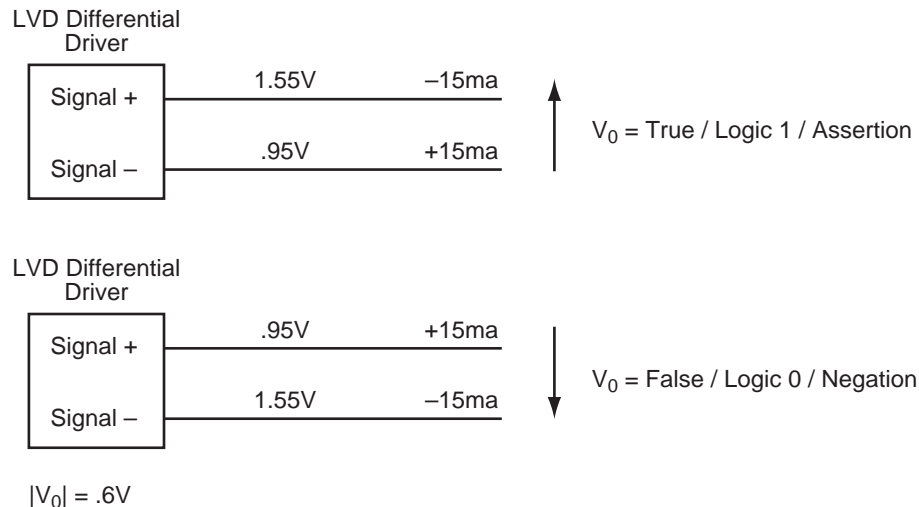 LVD Differential
Driver
Signal +
1.55V
–15ma
Signal –
.95V
+15ma
V0 = True / Logic 1 / Assertion
LVD Differential
Driver
Signal +
.95V
+15ma
Signal –
1.55V
–15ma
V0 = False / Logic 0 / Negation
|V0| = .6V